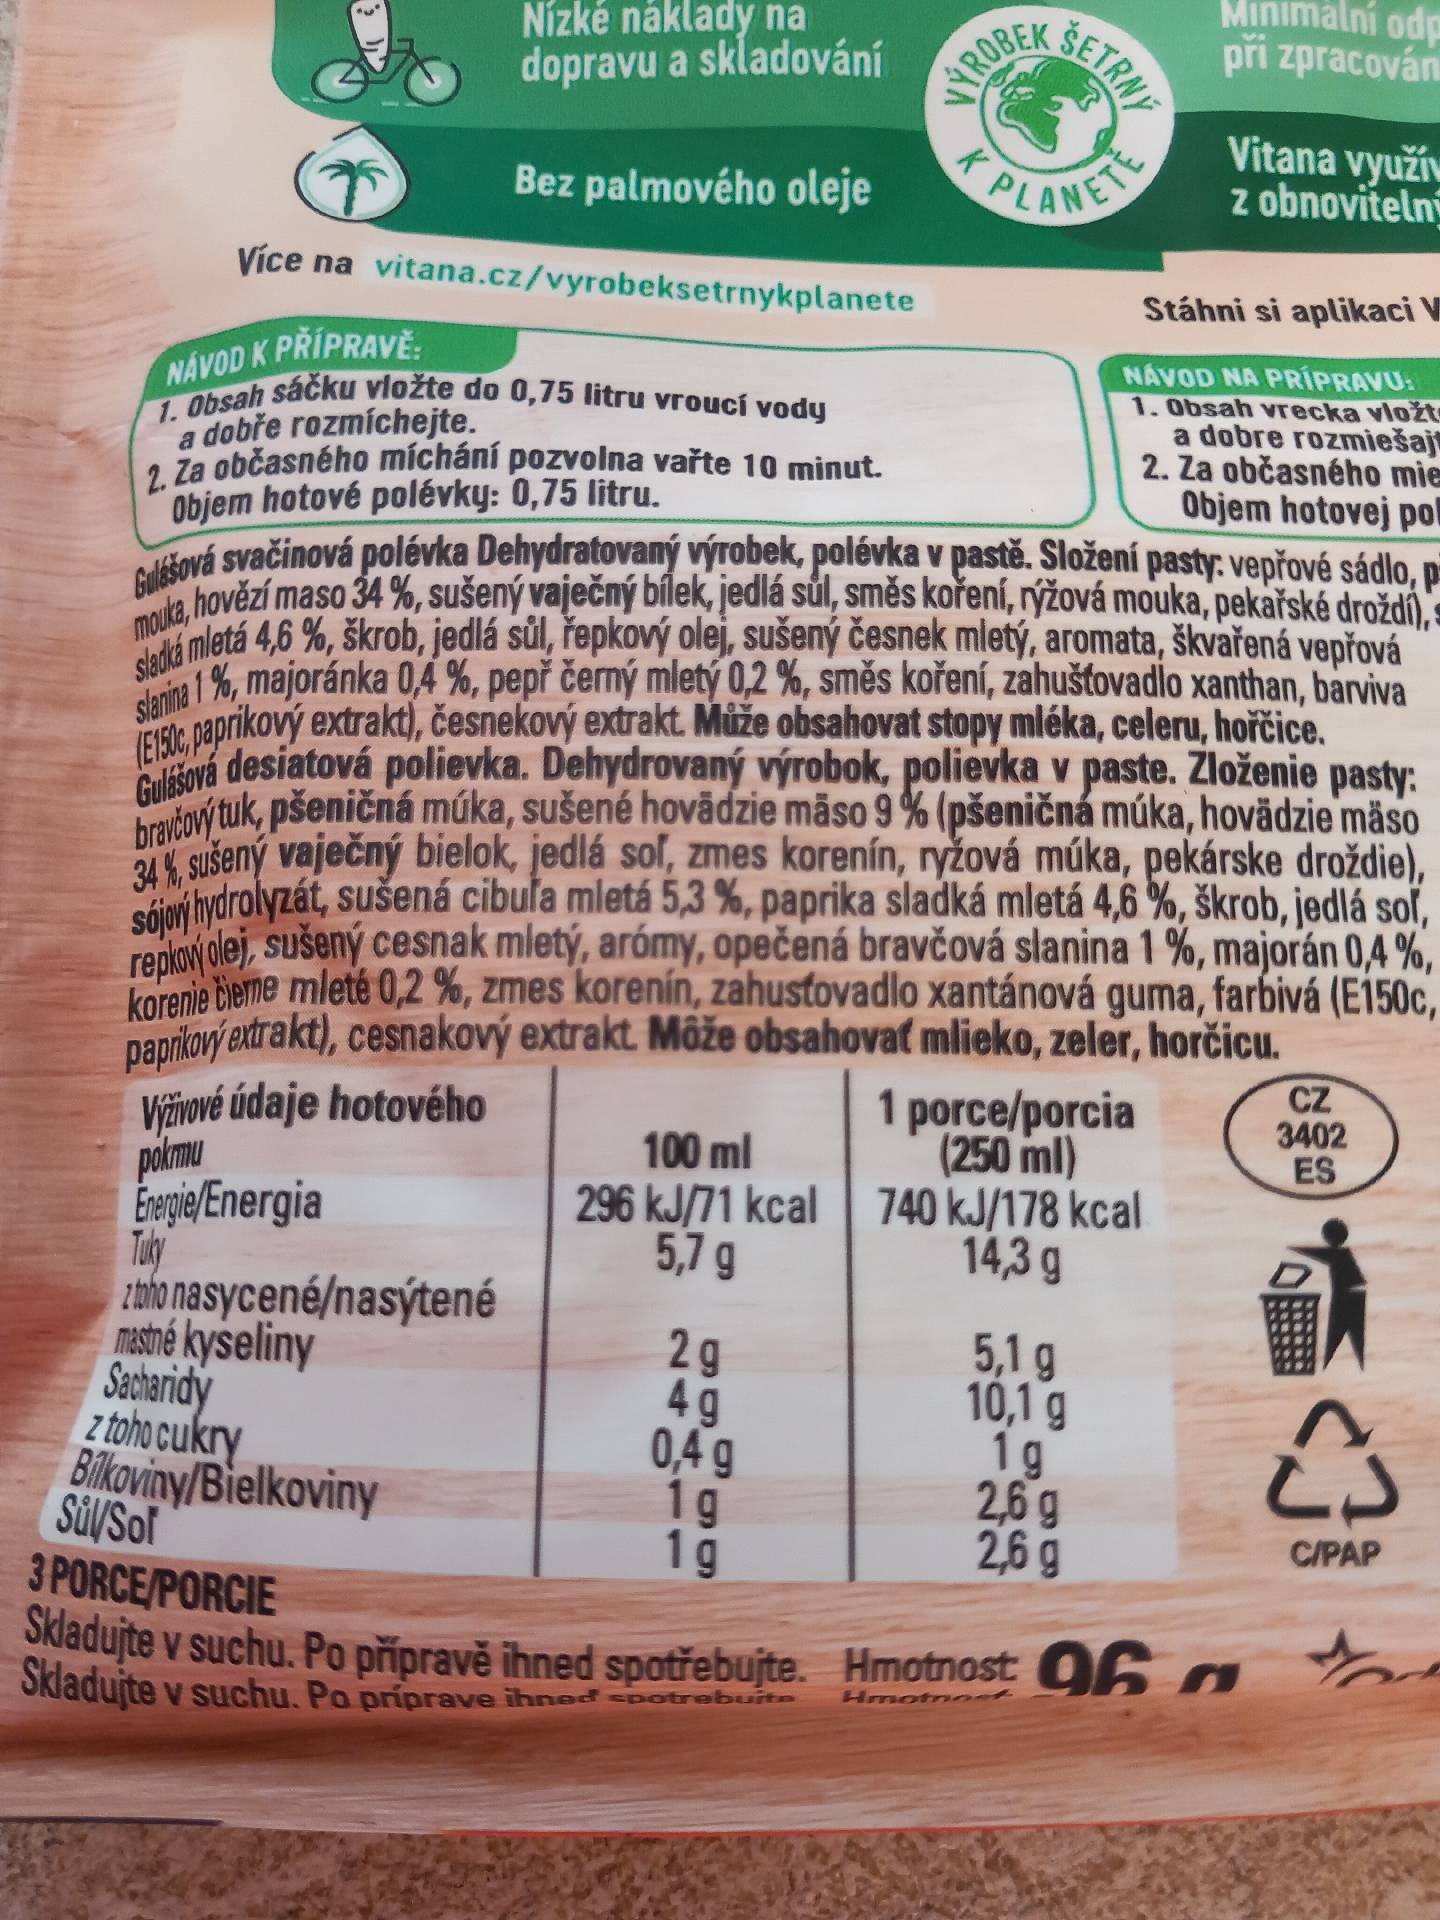 Nízké náklady na
dopravu a skladování
VÝROBEK ŠETRNÝ
K PLANETĚ
Minimální odp
při zpracován
Bez palmového oleje
Vitana využív
z obnovitelný
Více na vitana.cz/vyrobeksetrnykplanete
Stáhni si aplikaci V
NÁVOD K PŘÍPRAVĚ:
1. Obsah sáčku vložte do 0,75 litru vroucí vody
a dobře rozmíchejte.
2. Za občasného míchání pozvolna vařte 10 minut.
Objem hotové polévky: 0,75 litru.
NÁVOD NA PRÍPRAVU:
1. Obsah vrecka vložt
a dobre rozmiešajt
2. Za občasného mie
Objem hotovej pol
Gulášová svačinová polévka Dehydratovaný výrobek, polévka v pastě. Složení pasty: vepřové sádlo, p
mouka, hovězí maso 34 %, sušený vaječný bílek, jedlá sůl, směs koření, rýžová mouka, pekařské droždí),
sladká mletá 4,6 %, škrob, jedlá sůl, řepkový olej, sušený česnek mletý, aromata, škvařená vepřová
slanina 1 %, majoránka 0,4 %, pepř černý mletý 0,2 %, směs koření, zahušťovadlo xanthan, barviva
(E150c, paprikový extrakt), česnekový extrakt. Může obsahovat stopy mléka, celeru, hořčice.
Gulášová desiatová polievka. Dehydrovaný výrobok, polievka v paste. Zloženie pasty:
bravčový tuk, pšeničná múka, sušené hovädzie mäso 9 % (pšeničná múka, hovädzie mäso
34 %, sušený vaječný bielok, jedlá soľ, zmes korenín, ryžová múka, pekárske droždie),
sójový hydrolyzát, sušená cibuľa mletá 5,3 %, paprika sladká mletá 4,6 %, škrob, jedlá soľ,
repkový olej, sušený cesnak mletý, arómy, opečená bravčová slanina 1 %, majorán 0,4 %,
korenie čierne mleté 0,2 %, zmes korenín, zahusťovadlo xantánová guma, farbivá (E150c,
paprikový extrakt), cesnakový extrakt. Môže obsahovať mlieko, zeler, horčicu.
Výživové údaje hotového
pokrmu 100 ml 1 porce/porcia (250 ml)
Energie/Energia 296 kJ/71 kcal 740 kJ/178 kcal
Tuky 5,7 g 14,3 g
z toho nasycené/nasýtené
mastné kyseliny 2 g 5,1 g
Sacharidy 4 g 10,1 g
z toho cukry 0,4 g 1 g
Bílkoviny/Bielkoviny 1 g 2,6 g
Sůl/Soľ 1 g 2,6 g
CZ
3402
ES
C/PAP
3 PORCE/PORCIE
Skladujte v suchu. Po přípravě ihned spotřebujte. Hmotnost: 96 g
Skladujte v suchu. Po príprave ihneď spotrebujte Hmotnosť